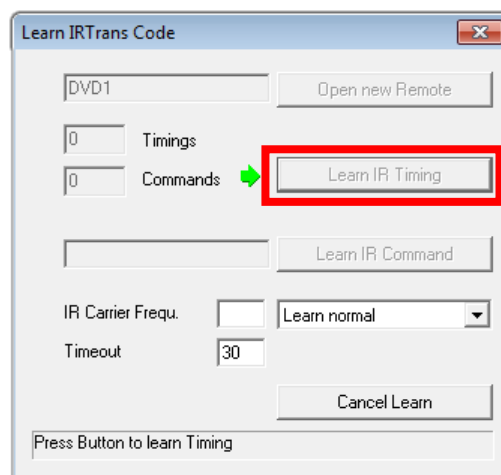 Learn IRTrans Code
DVD1
Open new Remote
0
Timings
0
Commands
Learn IR Timing
Learn IR Command
IR Carrier Frequ.
Learn normal
Timeout
30
Cancel Learn
Press Button to learn Timing